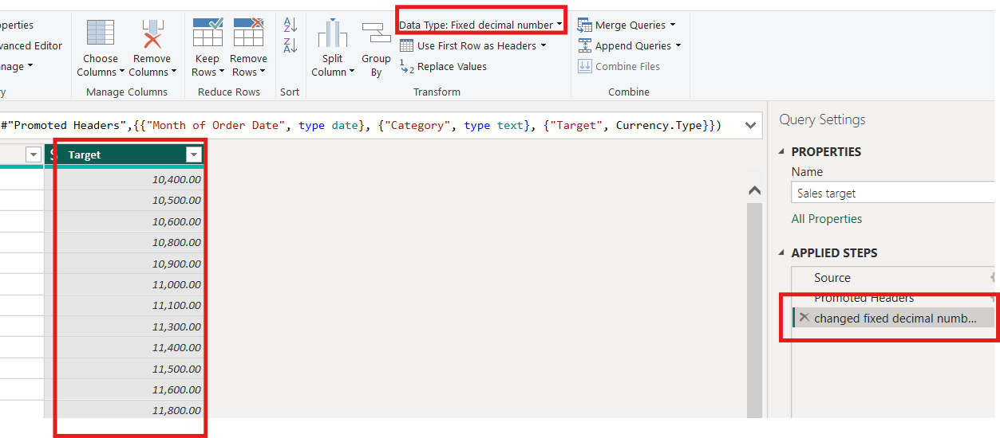 operties
dvanced Editor
anage
ry
Choose
Columns
Remove
Columns
Manage Columns
Keep
Rows
Remove
Rows
Reduce Rows
A
Z
Z
A
Sort
Split
Column
Group
By
Data Type: Fixed decimal number
Use First Row as Headers
1
2
Replace Values
Transform
Merge Queries
Append Queries
Combine Files
Combine
#"Promoted Headers",{{"Month of Order Date", type date}, {"Category", type text}, {"Target", Currency.Type}})
$ Target
10,400.00
10,500.00
10,600.00
10,800.00
10,900.00
11,000.00
11,100.00
11,300.00
11,400.00
11,500.00
11,600.00
11,800.00
Query Settings
PROPERTIES
Name
Sales target
All Properties
APPLIED STEPS
Source
Promoted Headers
changed fixed decimal numb...